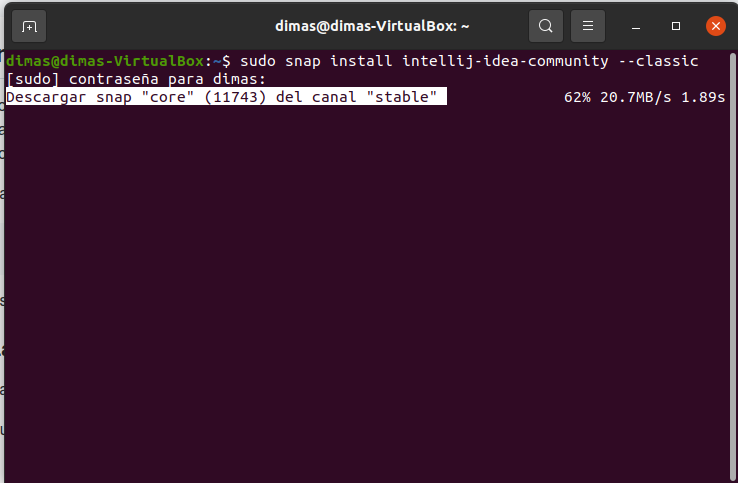 dimas@dimas-VirtualBox: ~
dimas@dimas-VirtualBox:~$ sudo snap install intellij-idea-community --classic
[sudo] contraseña para dimas:
Descargar snap "core" (11743) del canal "stable" 62% 20.7MB/s 1.89s